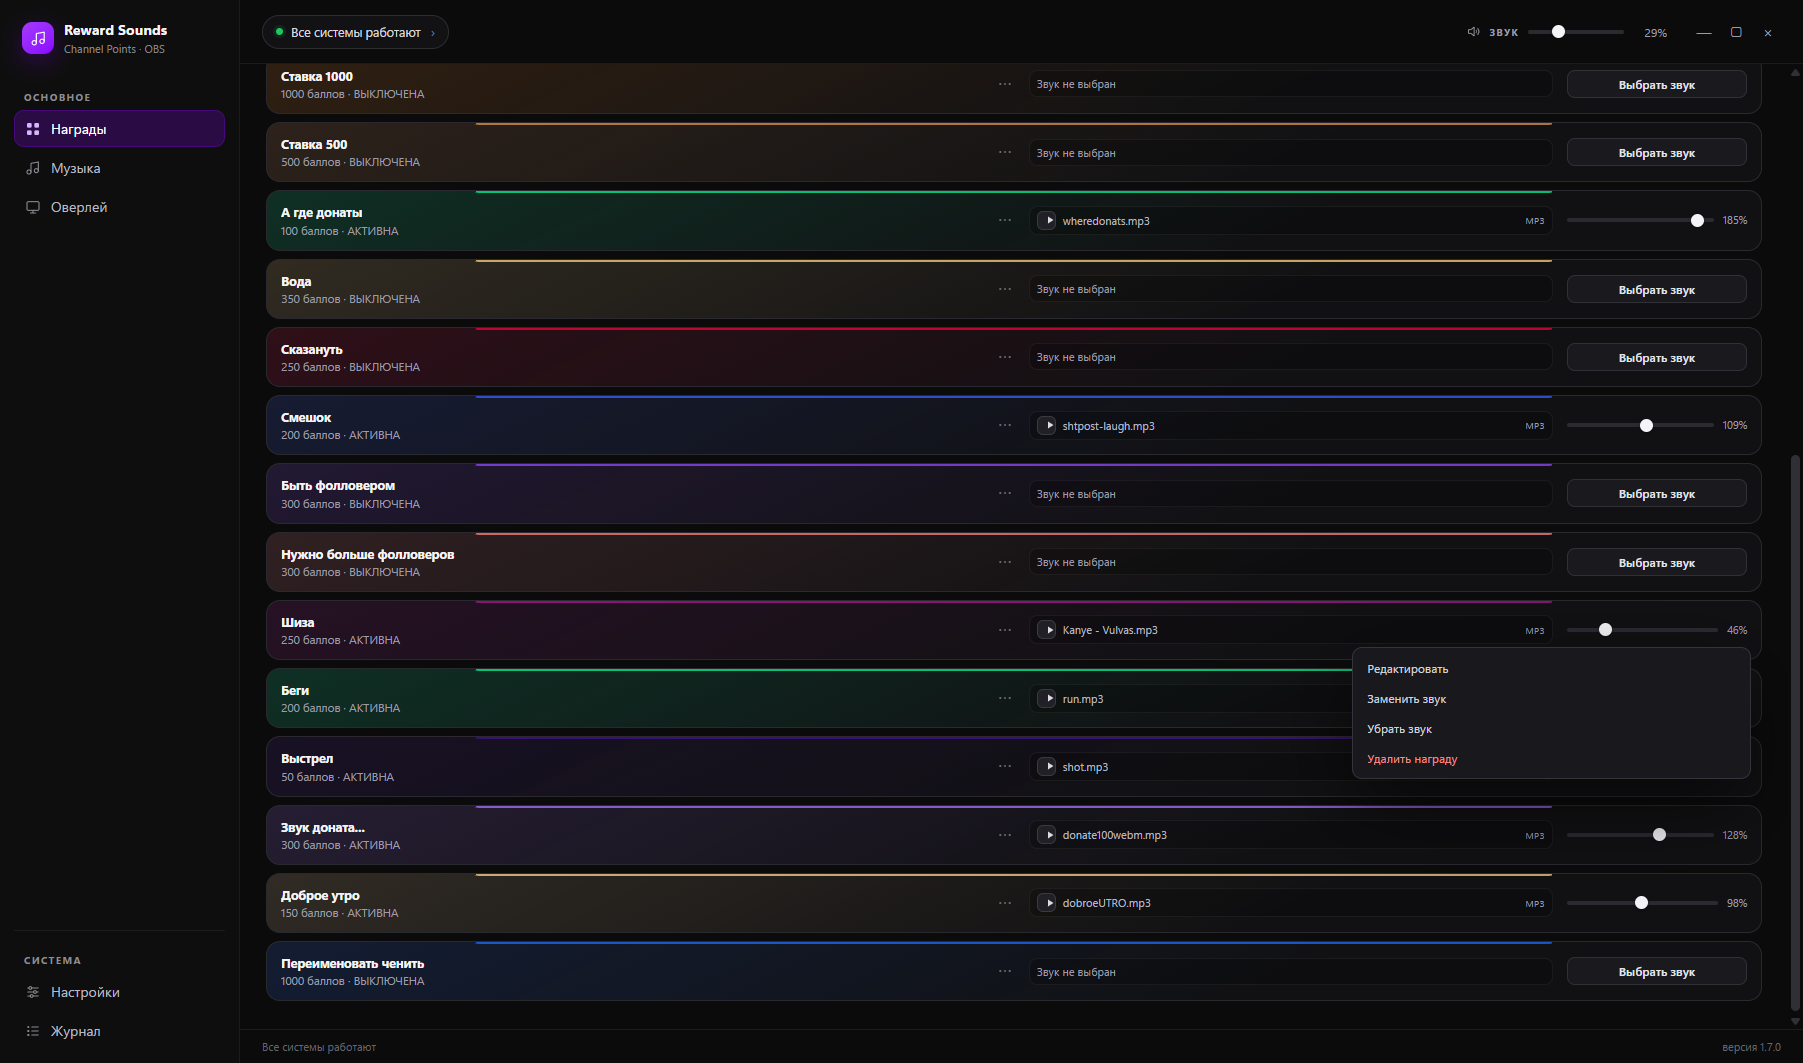 Reward Sounds
Channel Points · OBS
ОСНОВНОЕ
Награды
Музыка
Оверлей
СИСТЕМА
Настройки
Журнал
Все системы работают ›
ЗВУК 29%
Ставка 1000
1000 баллов · ВЫКЛЮЧЕНА
Звук не выбран
Выбрать звук
Ставка 500
500 баллов · ВЫКЛЮЧЕНА
Звук не выбран
Выбрать звук
А где донаты
100 баллов · АКТИВНА
wheredonats.mp3
MP3
185%
Вода
350 баллов · ВЫКЛЮЧЕНА
Звук не выбран
Выбрать звук
Сказануть
250 баллов · ВЫКЛЮЧЕНА
Звук не выбран
Выбрать звук
Смешок
200 баллов · АКТИВНА
shtpost-laugh.mp3
MP3
109%
Быть фолловером
300 баллов · ВЫКЛЮЧЕНА
Звук не выбран
Выбрать звук
Нужно больше фолловеров
300 баллов · ВЫКЛЮЧЕНА
Звук не выбран
Выбрать звук
Шиза
250 баллов · АКТИВНА
Kanye - Vulvas.mp3
MP3
46%
Беги
200 баллов · АКТИВНА
run.mp3
Редактировать
Заменить звук
Убрать звук
Удалить награду
Выстрел
50 баллов · АКТИВНА
shot.mp3
Звук доната...
300 баллов · АКТИВНА
donate100webm.mp3
MP3
128%
Доброе утро
150 баллов · АКТИВНА
dobroeUTRO.mp3
MP3
98%
Переименовать ченить
1000 баллов · ВЫКЛЮЧЕНА
Звук не выбран
Выбрать звук
Все системы работают
версия 1.7.0